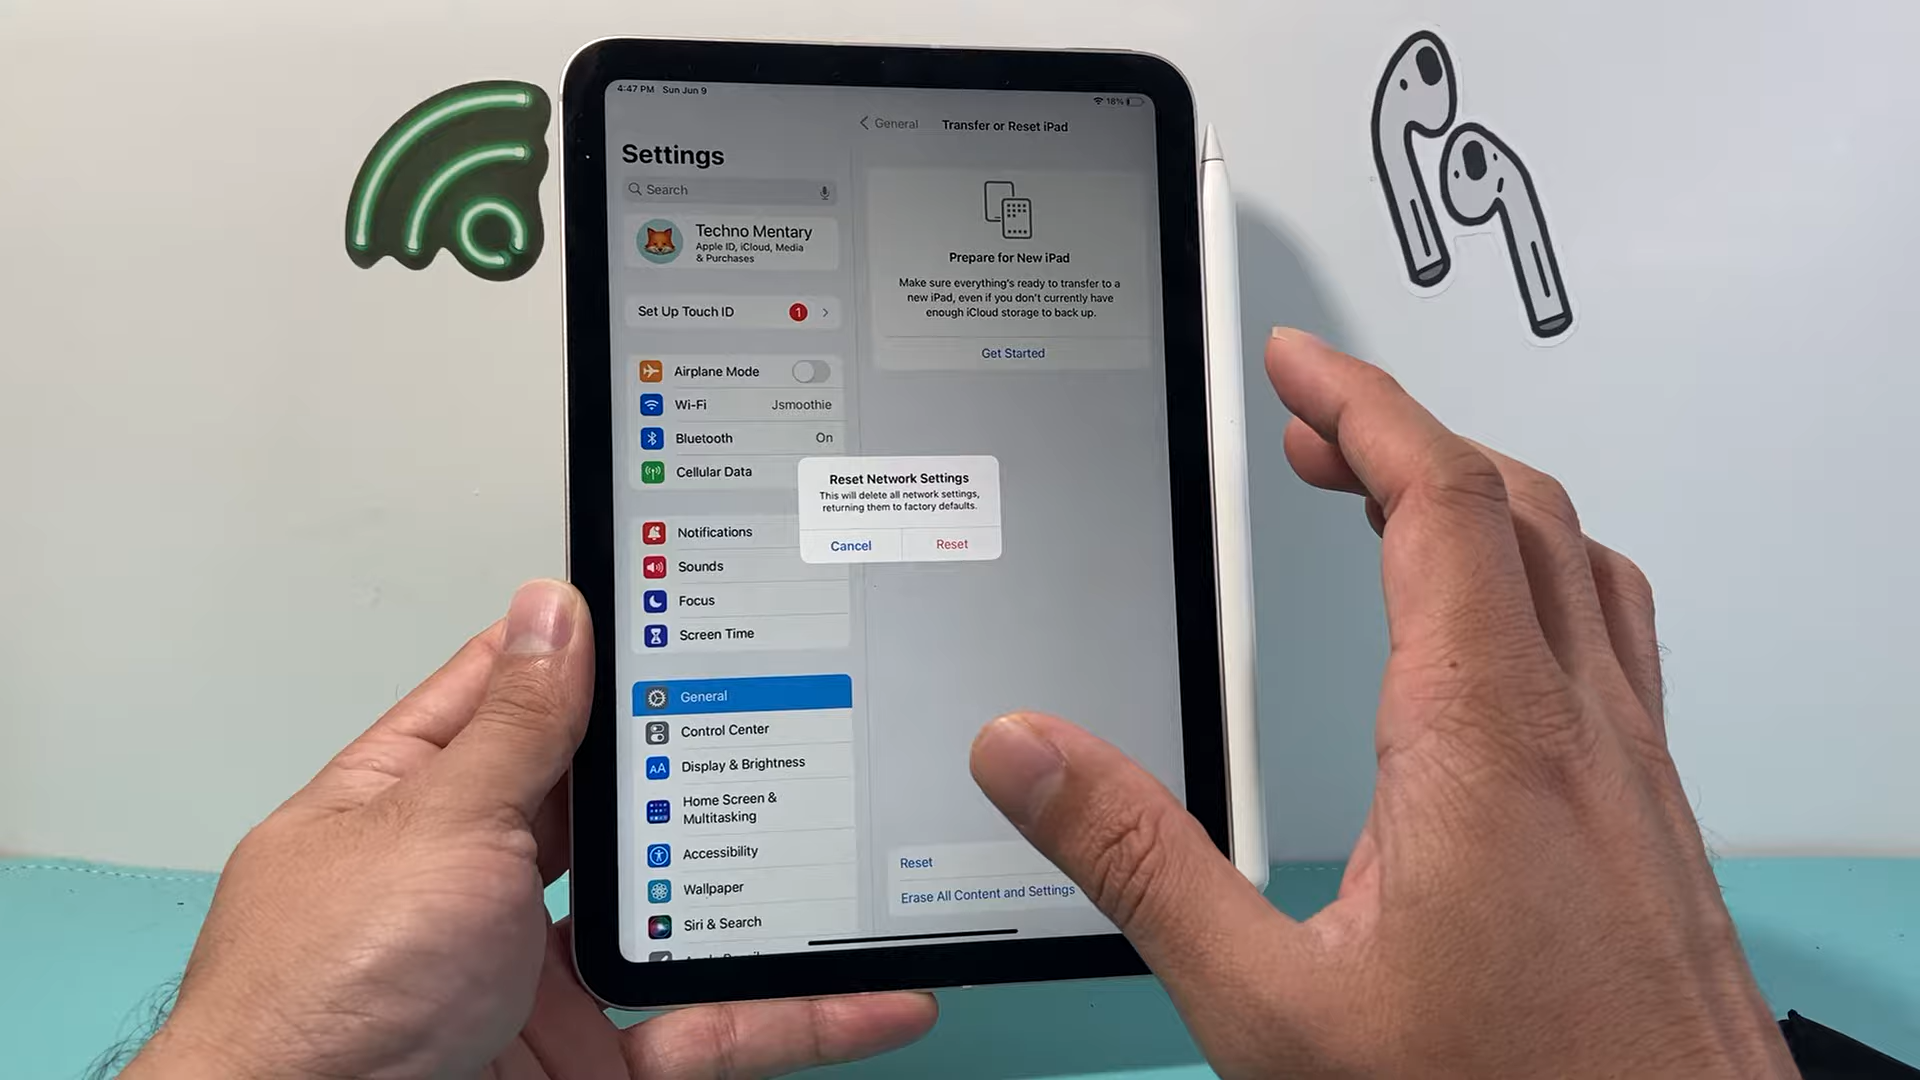 4:47 PM Sun Jun 9
18%
Settings
Search
Techno Mentary
Apple ID, iCloud, Media
& Purchases
Set Up Touch ID
1
Airplane Mode
Wi-Fi Jsmoothie
Bluetooth On
Cellular Data
Notifications
Sounds
Focus
Screen Time
General
Control Center
AA Display & Brightness
Home Screen &
Multitasking
Accessibility
Wallpaper
Siri & Search
General
Transfer or Reset iPad
Prepare for New iPad
Make sure everything's ready to transfer to a
new iPad, even if you don't currently have
enough iCloud storage to back up.
Get Started
Reset Network Settings
This will delete all network settings,
returning them to factory defaults.
Cancel Reset
Reset
Erase All Content and Settings